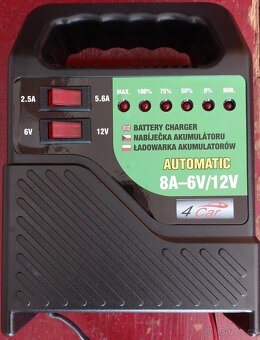 MAX. 100% 75% 50% 0% MIN.
2.5A 5.6A
6V 12V
BATTERY CHARGER
NABÍJEČKA AKUMULÁTORU
ŁADOWARKA AKUMULATORÓW
AUTOMATIC
8A–6V/12V
4 Car